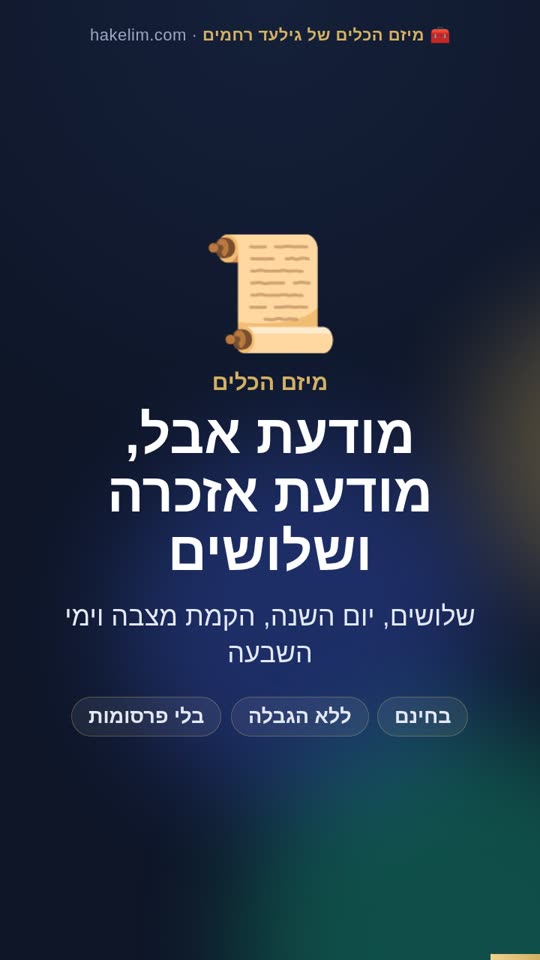 🧰 מיזם הכלים של גילעד רחמים · hakelim.com
מיזם הכלים
מודעת אבל,
מודעת אזכרה
ושלושים
שלושים, יום השנה, הקמת מצבה וימי
השבעה
בחינם ללא הגבלה בלי פרסומות